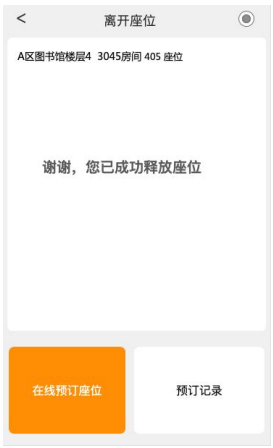 <
离开座位
A区图书馆楼层4 3045房间 405 座位
谢谢，您已成功释放座位
在线预订座位
预订记录